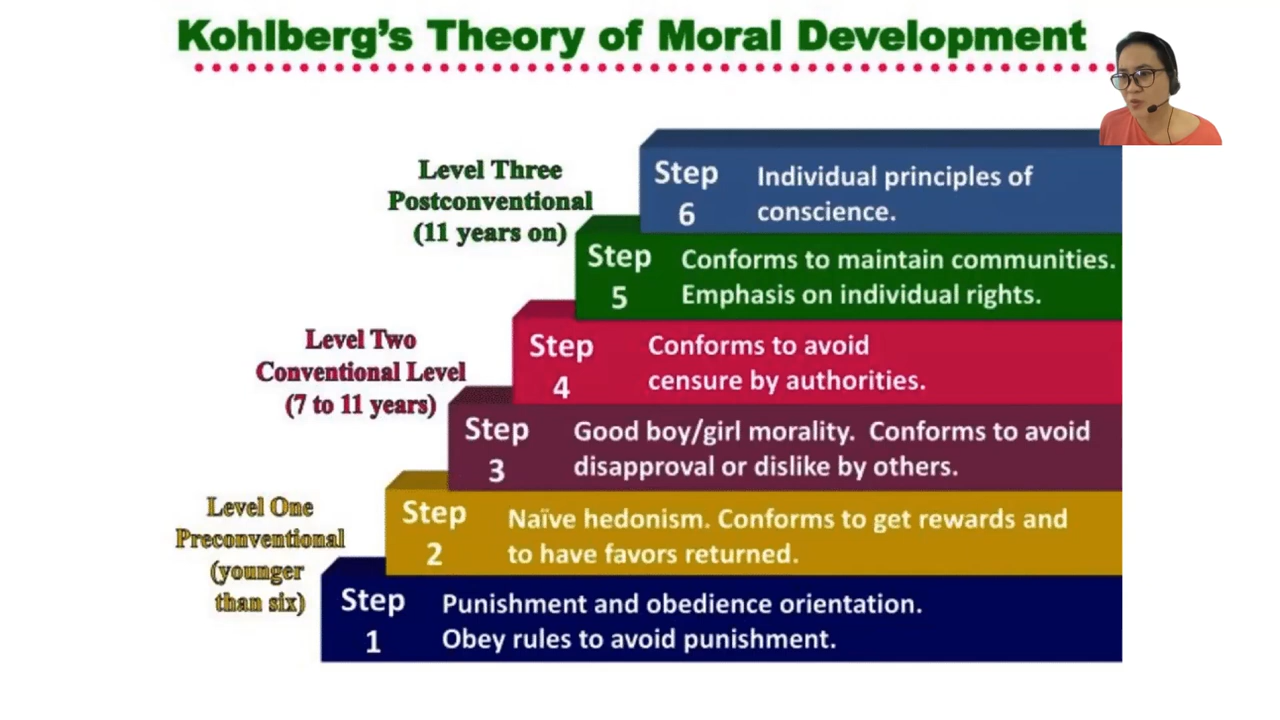 Kohlberg's Theory of Moral Development
Level Three
Postconventional
(11 years on)
Step
6
Individual principles of
conscience.
Step
5
Conforms to maintain communities.
Emphasis on individual rights.
Level Two
Conventional Level
(7 to 11 years)
Step
4
Conforms to avoid
censure by authorities.
Step
3
Good boy/girl morality. Conforms to avoid
disapproval or dislike by others.
Level One
Preconventional
(younger
than six)
Step
2
Naïve hedonism. Conforms to get rewards and
to have favors returned.
Step
1
Punishment and obedience orientation.
Obey rules to avoid punishment.